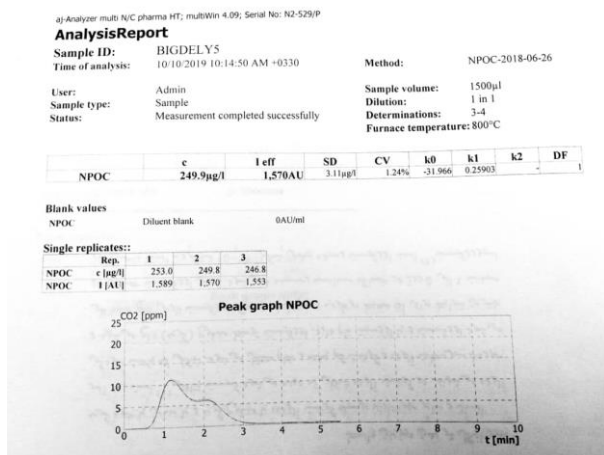 aj-Analyzer multi N/C pharma HT; multiWin 4.09; Serial No: N2-529/P
AnalysisReport
Sample ID: BIGDELY5
Time of analysis: 10/10/2019 10:14:50 AM +0330
Method: NPOC-2018-06-26
User: Admin
Sample type: Sample
Status: Measurement completed successfully
Sample volume: 1500µl
Dilution: 1 in 1
Determinations: 3-4
Furnace temperature: 800°C
c I eff SD CV k0 k1 k2 DF
NPOC 249.9µg/l 1,570AU 3.11µg/l 1.24% -31.966 0.25903 - 1
Blank values
NPOC Diluent blank 0AU/ml
Single replicates::
Rep. 1 2 3
NPOC c [µg/l] 253.0 249.8 246.8
NPOC I [AU] 1,589 1,570 1,553
Peak graph NPOC
CO2 [ppm]
25
20
15
10
5
0
0 1 2 3 4 5 6 7 8 9 10
t [min]